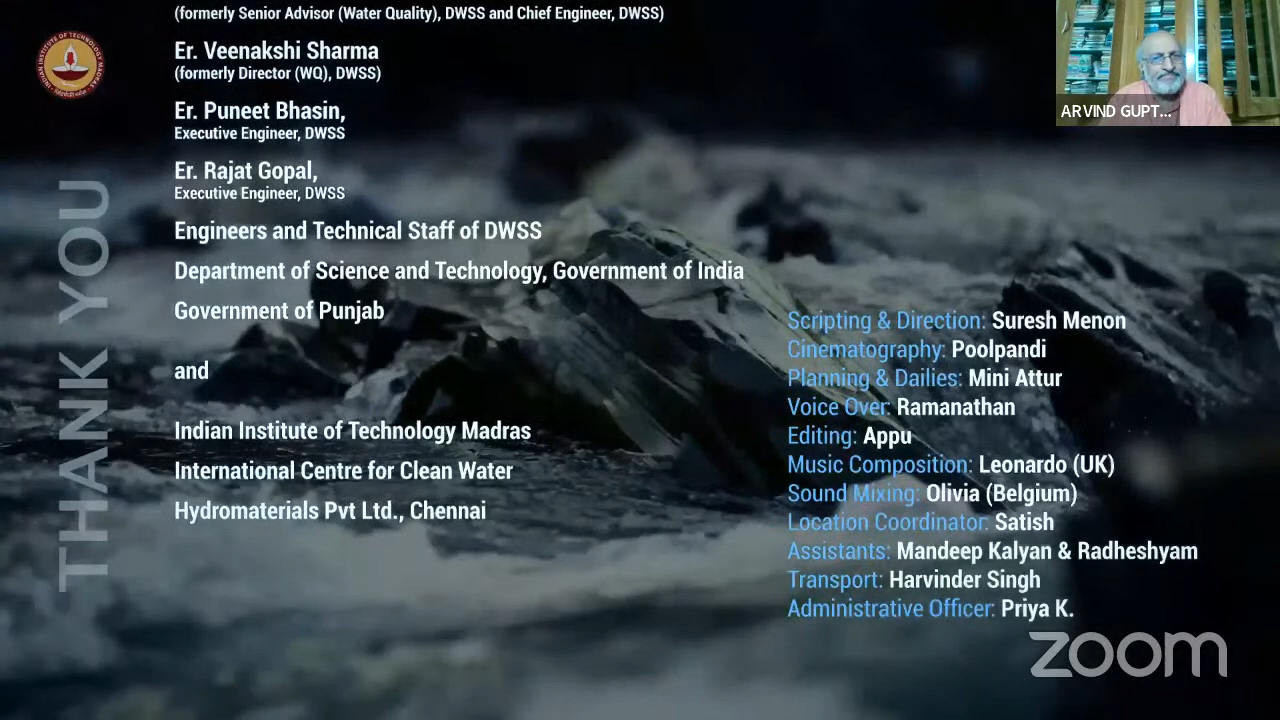 (formerly Senior Advisor (Water Quality), DWSS and Chief Engineer, DWSS)
Er. Veenakshi Sharma
(formerly Director (WQ), DWSS)
Er. Puneet Bhasin,
Executive Engineer, DWSS
Er. Rajat Gopal,
Executive Engineer, DWSS
Engineers and Technical Staff of DWSS
Department of Science and Technology, Government of India
Government of Punjab
and
Indian Institute of Technology Madras
International Centre for Clean Water
Hydromaterials Pvt Ltd., Chennai
THANK YOU
INDIAN INSTITUTE OF TECHNOLOGY MADRAS
ARVIND GUPT...
Scripting & Direction: Suresh Menon
Cinematography: Poolpandi
Planning & Dailies: Mini Attur
Voice Over: Ramanathan
Editing: Appu
Music Composition: Leonardo (UK)
Sound Mixing: Olivia (Belgium)
Location Coordinator: Satish
Assistants: Mandeep Kalyan & Radheshyam
Transport: Harvinder Singh
Administrative Officer: Priya K.
zoom